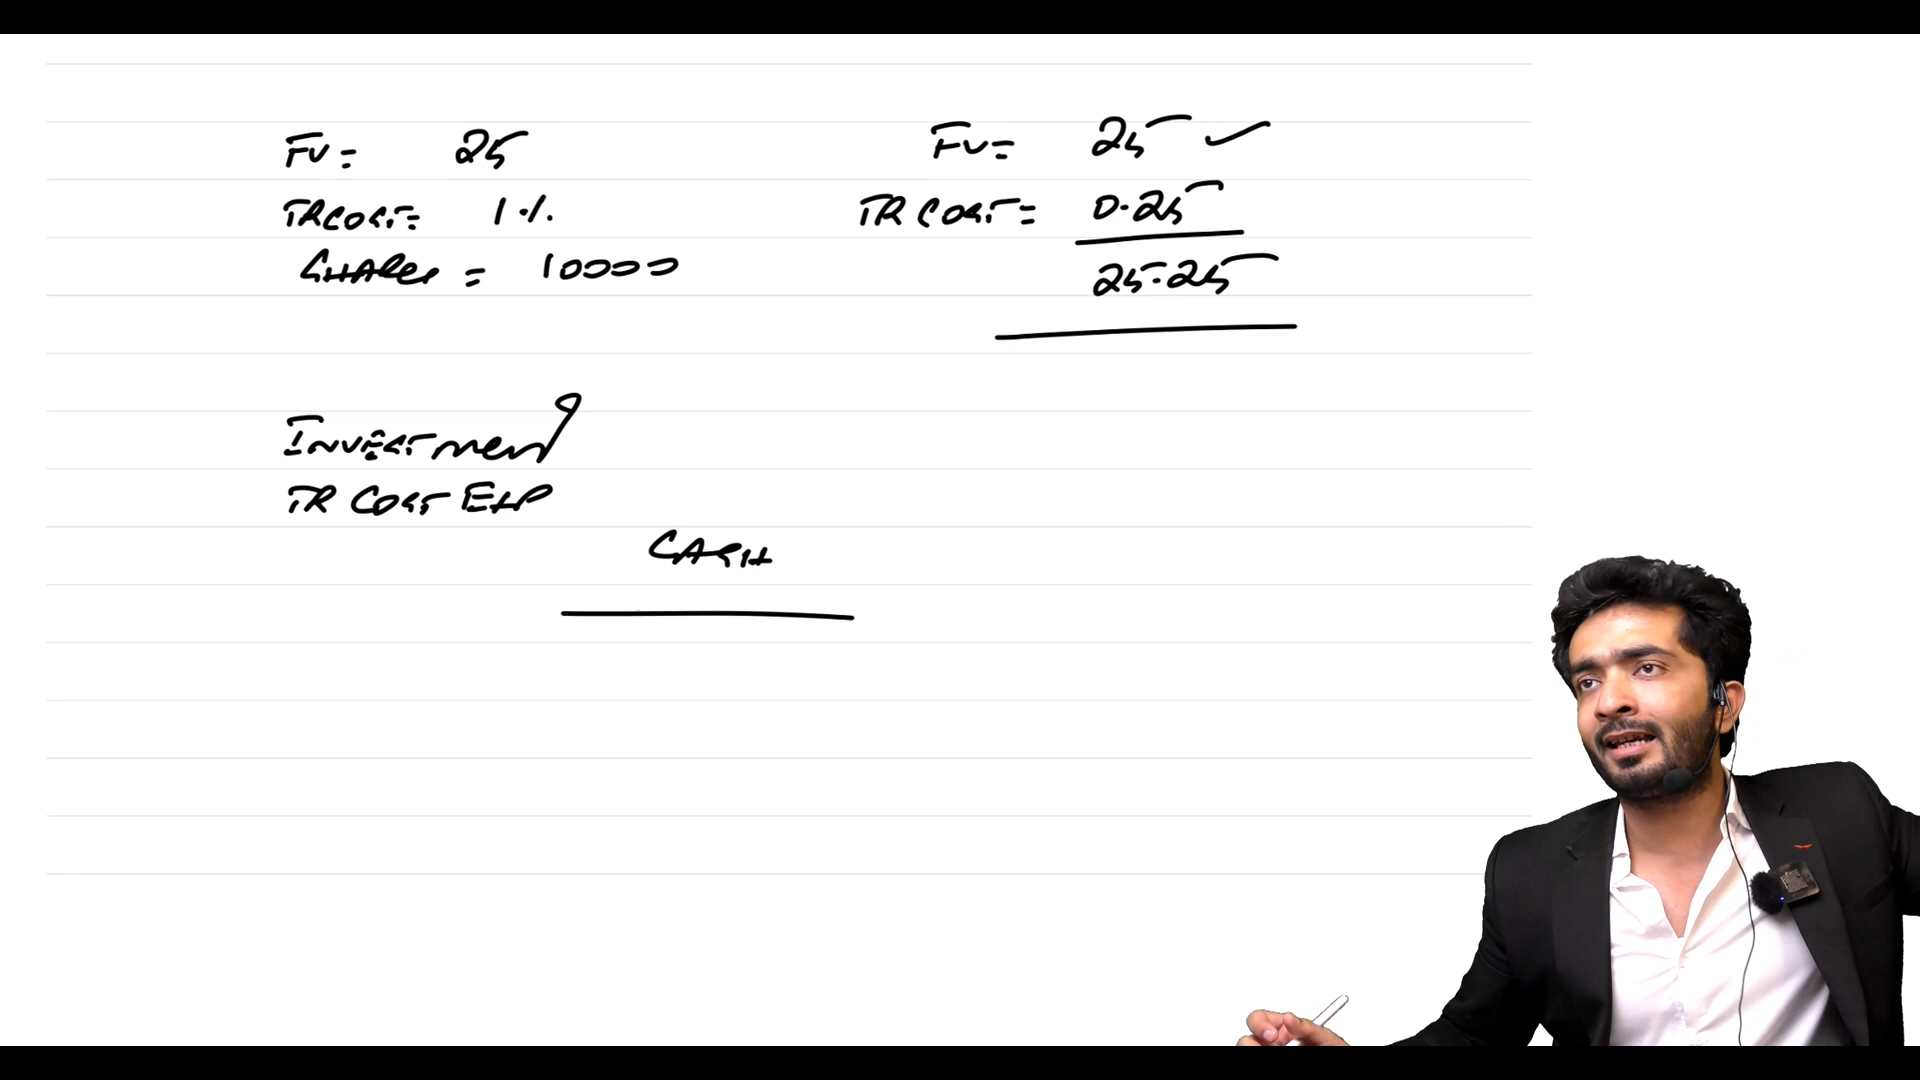 FV = 25
TR COST = 1 %
SHARES = 10000
FV = 25 ✓
TR COST = 0.25
25.25
INVESTMENT
TR COST EXP
CASH